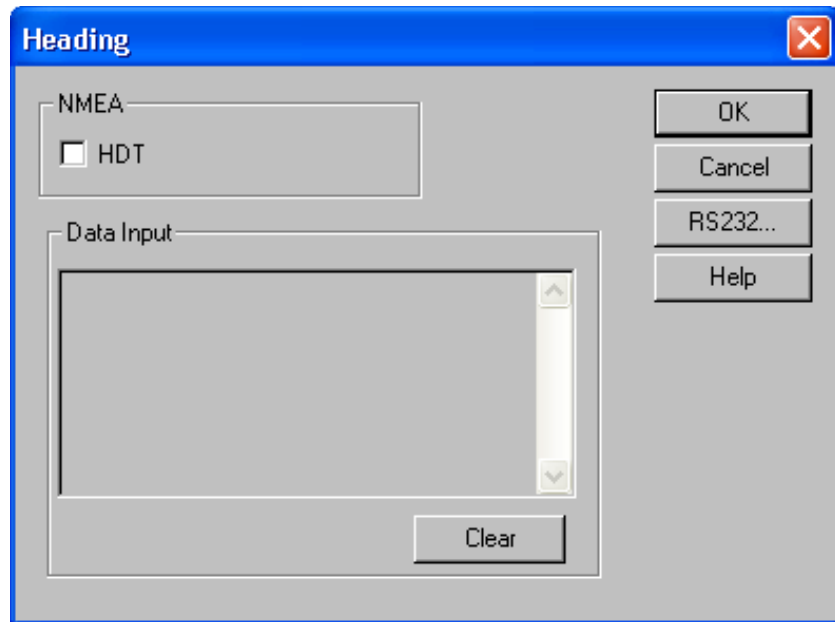 Heading
NMEA
HDT
OK
Cancel
RS232...
Help
Data Input
Clear